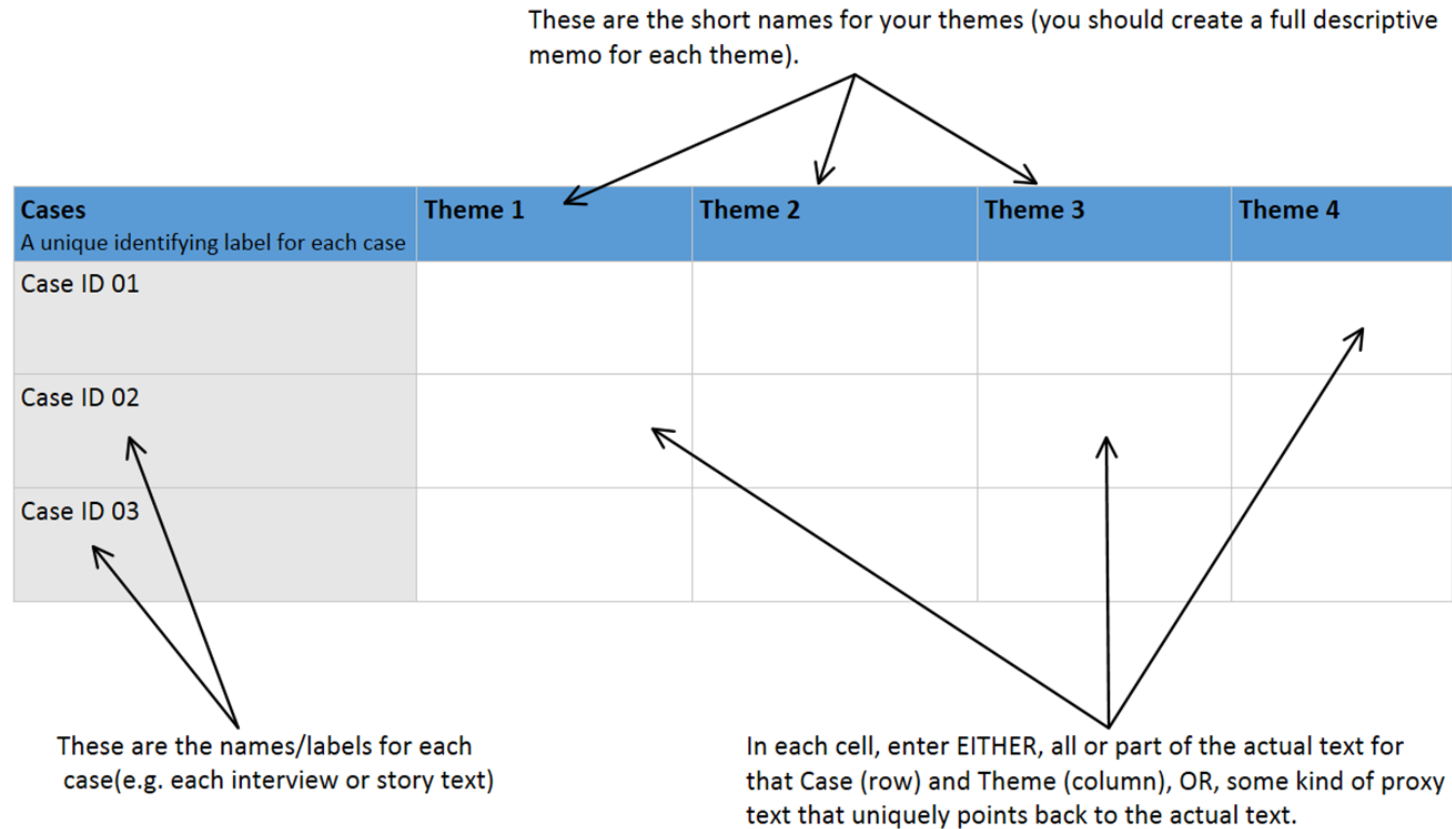 These are the short names for your themes (you should create a full descriptive
memo for each theme).
Cases
A unique identifying label for each case
Theme 1
Theme 2
Theme 3
Theme 4
Case ID 01
Case ID 02
Case ID 03
These are the names/labels for each
case(e.g. each interview or story text)
In each cell, enter EITHER, all or part of the actual text for
that Case (row) and Theme (column), OR, some kind of proxy
text that uniquely points back to the actual text.